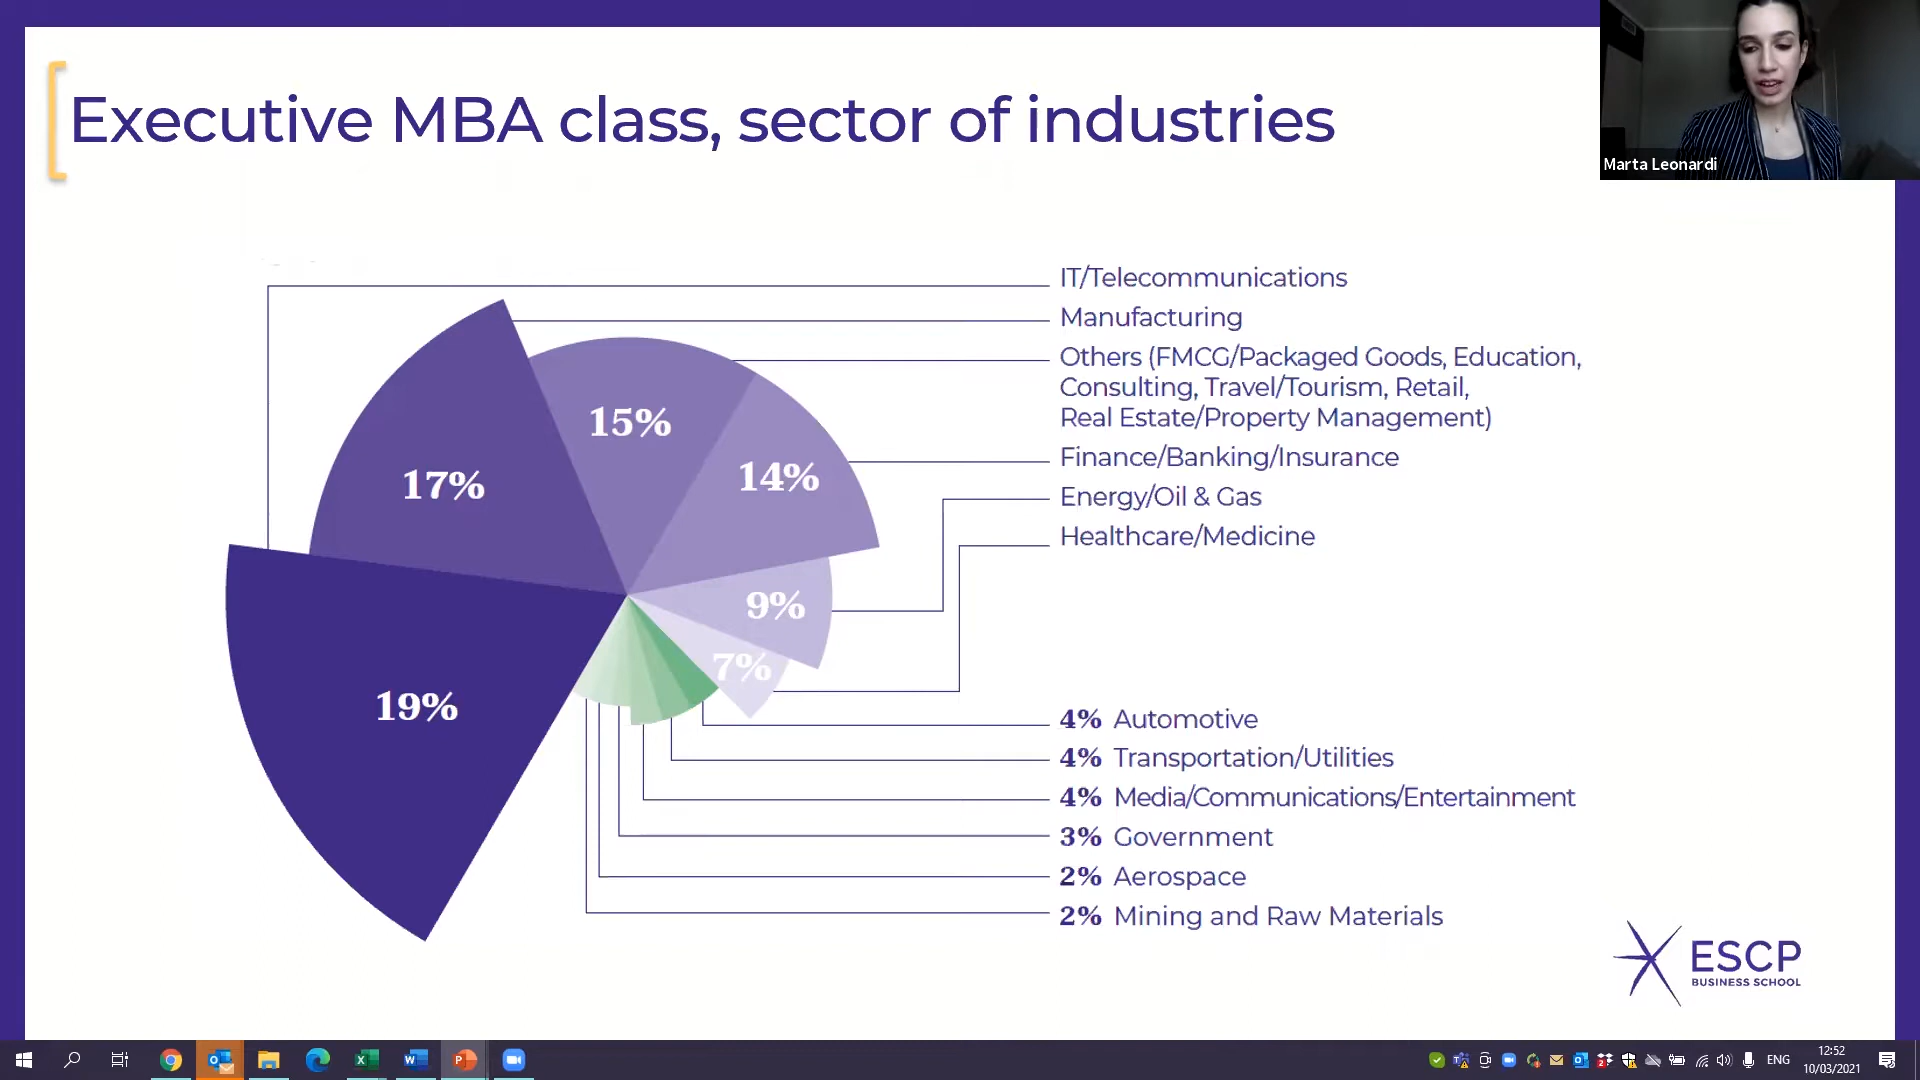 Executive MBA class, sector of industries
Marta Leonardi
IT/Telecommunications
Manufacturing
Others (FMCG/Packaged Goods, Education,
Consulting, Travel/Tourism, Retail,
Real Estate/Property Management)
Finance/Banking/Insurance
Energy/Oil & Gas
Healthcare/Medicine
15%
14%
17%
9%
7%
19%
4% Automotive
4% Transportation/Utilities
4% Media/Communications/Entertainment
3% Government
2% Aerospace
2% Mining and Raw Materials
ESCP
BUSINESS SCHOOL
ENG
12:52
10/03/2021